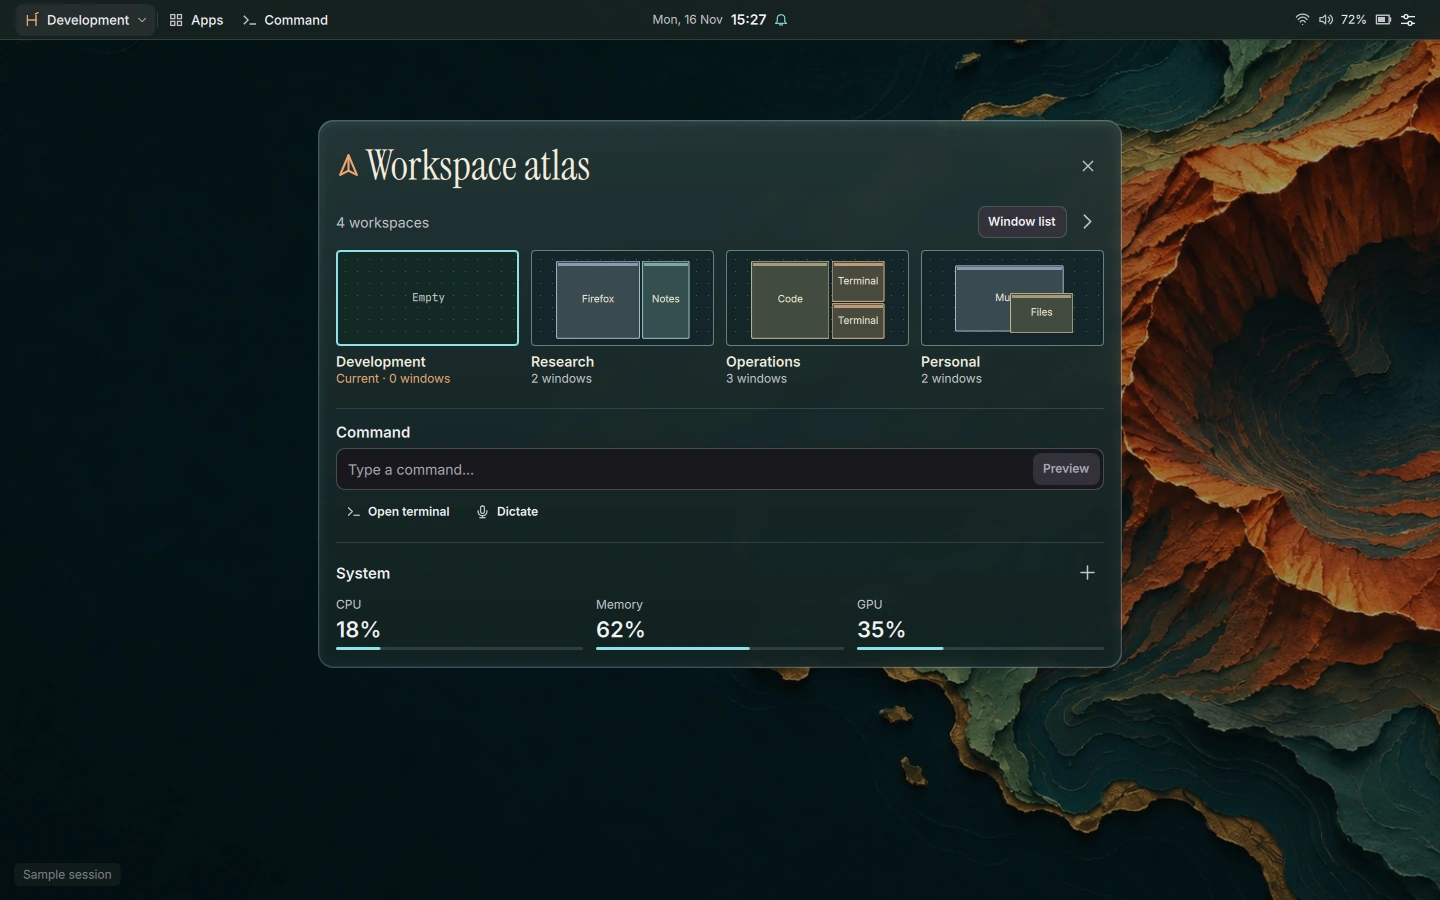 Development
Apps
Command
Mon, 16 Nov 15:27
72%
Workspace atlas
4 workspaces
Window list
Empty
Firefox
Notes
Code
Terminal
Terminal
Mu
Files
Development
Current · 0 windows
Research
2 windows
Operations
3 windows
Personal
2 windows
Command
Type a command...
Preview
Open terminal
Dictate
System
CPU
18%
Memory
62%
GPU
35%
Sample session